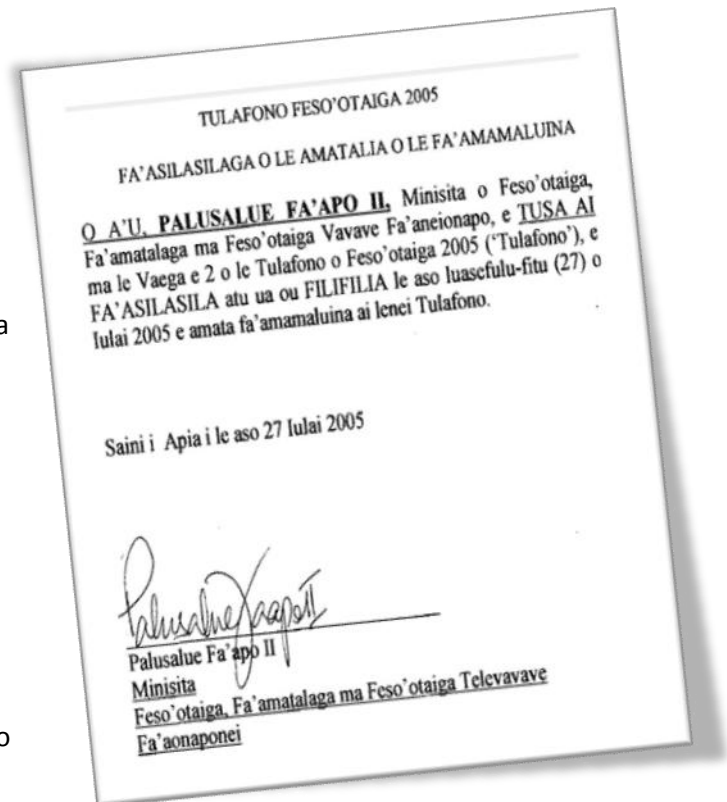 TULAFONO FESO'OTAIGA 2005
FA'ASILASILAGA O LE AMATALIA O LE FA'AMAMALUINA
O A'U, PALUSALUE FA'APO II, Minisita o Feso'otaiga,
Fa'amatalaga ma Feso'otaiga Vavave Fa'aneionapo, e TUSA AI
ma le Vaega e 2 o le Tulafono o Feso'otaiga 2005 ('Tulafono'), e
FA'ASILASILA atu ua ou FILIFILIA le aso luasefulu-fitu (27) o
Iulai 2005 e amata fa'amamaluina ai lenei Tulafono.
a
Saini i Apia i le aso 27 Iulai 2005
Palusalue Faapo II
Palusalue Fa'apo II
Minisita
Feso'otaiga, Fa'amatalaga ma Feso'otaiga Televavave
Fa'aonaponei
o